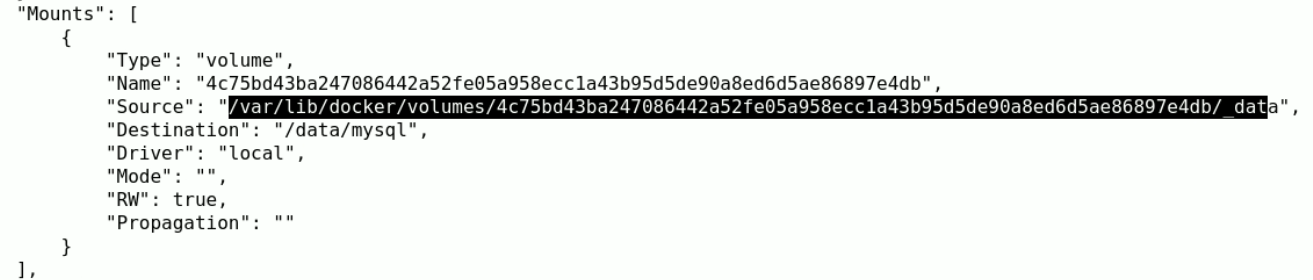 "Mounts": [
{
"Type": "volume",
"Name": "4c75bd43ba247086442a52fe05a958ecc1a43b95d5de90a8ed6d5ae86897e4db",
"Source": "/var/lib/docker/volumes/4c75bd43ba247086442a52fe05a958ecc1a43b95d5de90a8ed6d5ae86897e4db/_data",
"Destination": "/data/mysql",
"Driver": "local",
"Mode": "",
"RW": true,
"Propagation": ""
}
],